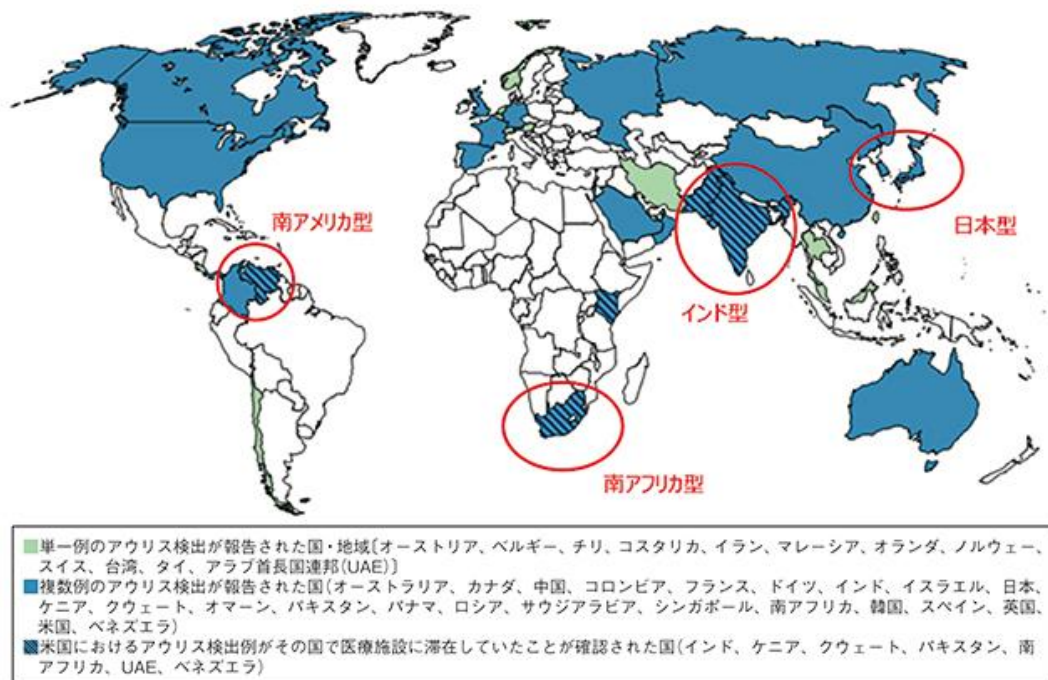 南アメリカ型
日本型
インド型
南アフリカ型
単一例のアウリス検出が報告された国・地域〔オーストリア、ベルギー、チリ、コスタリカ、イラン、マレーシア、オランダ、ノルウェー、
スイス、台湾、タイ、アラブ首長国連邦(UAE)〕
複数例のアウリス検出が報告された国(オーストラリア、カナダ、中国、コロンビア、フランス、ドイツ、インド、イスラエル、日本、
ケニア、クウェート、オマーン、パキスタン、パナマ、ロシア、サウジアラビア、シンガポール、南アフリカ、韓国、スペイン、英国、
米国、ベネズエラ)
米国におけるアウリス検出例がその国で医療施設に滞在していたことが確認された国(インド、ケニア、クウェート、パキスタン、南
アフリカ、UAE、ベネズエラ)